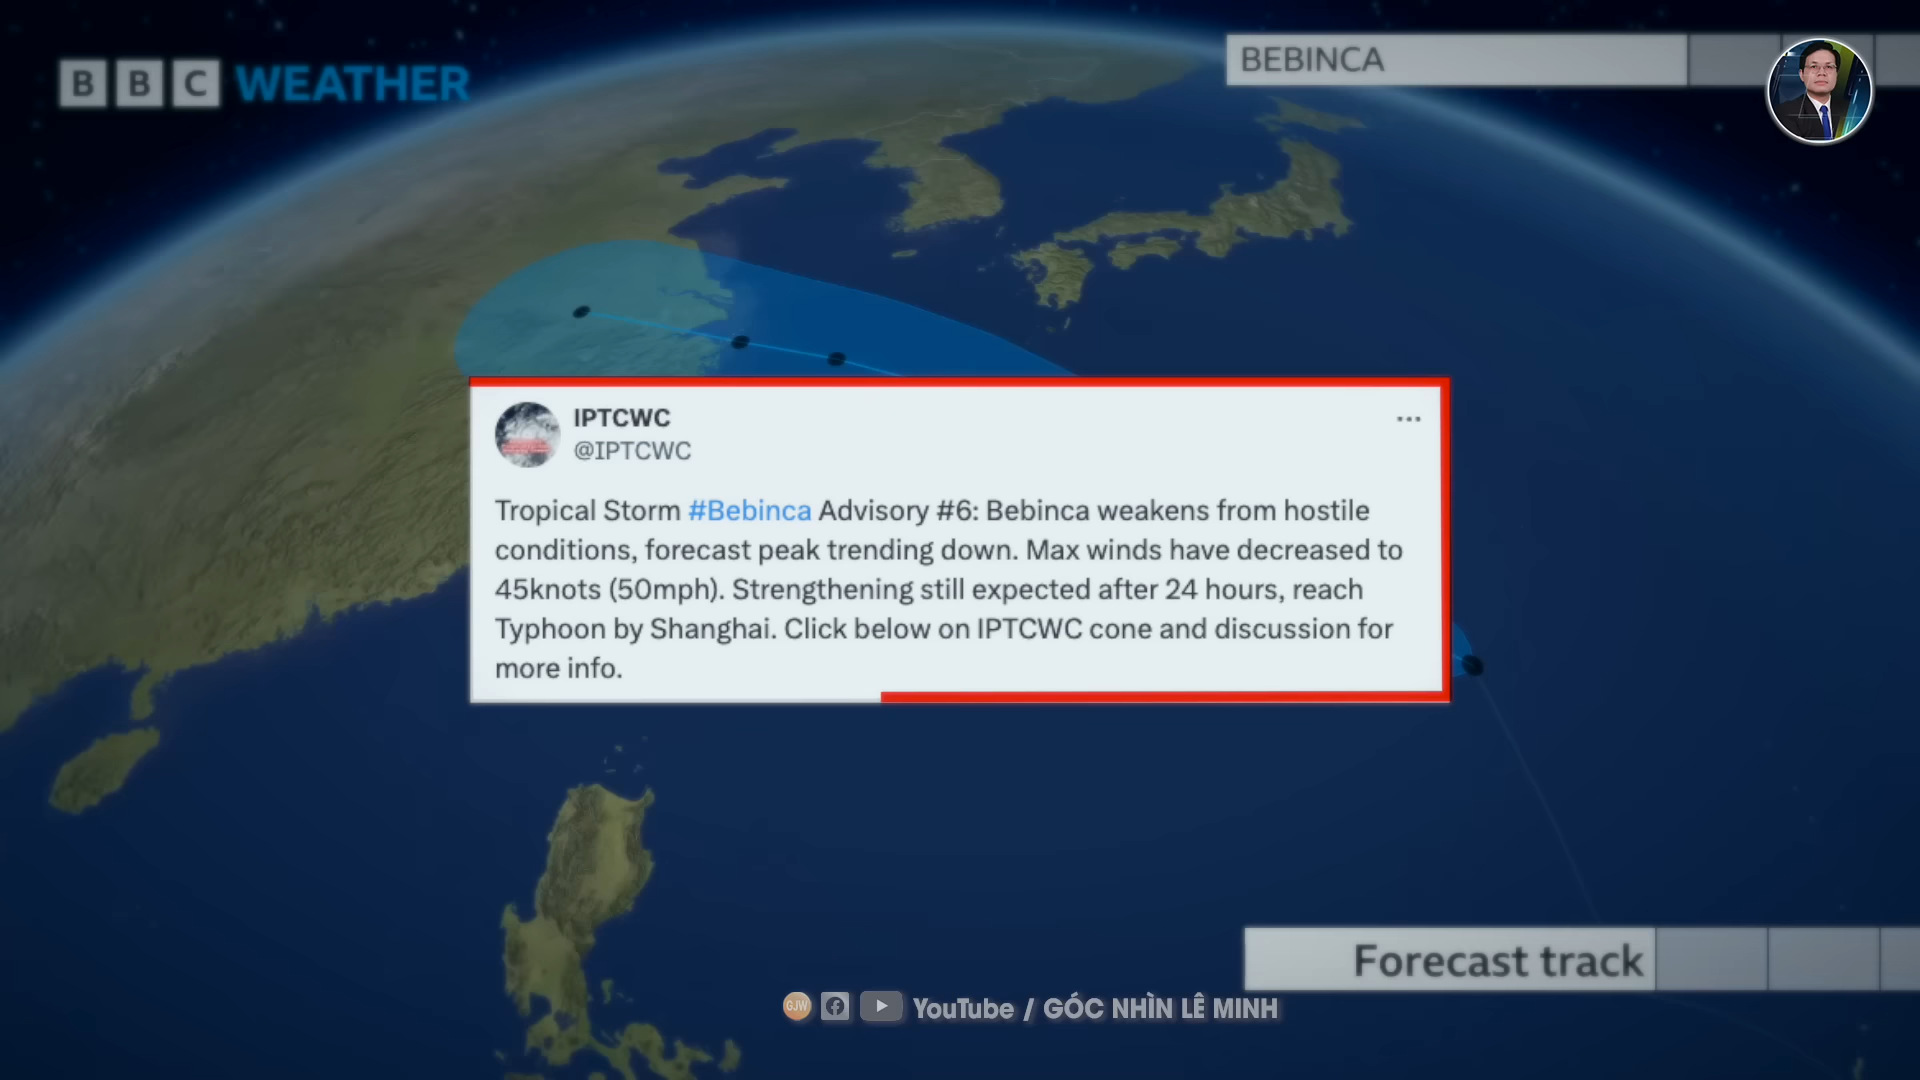 BBC WEATHER
BEBINCA
IPTCWC
@IPTCWC
Tropical Storm #Bebinca Advisory #6: Bebinca weakens from hostile
conditions, forecast peak trending down. Max winds have decreased to
45knots (50mph). Strengthening still expected after 24 hours, reach
Typhoon by Shanghai. Click below on IPTCWC cone and discussion for
more info.
Forecast track
GJW YouTube / GÓC NHÌN LÊ MINH